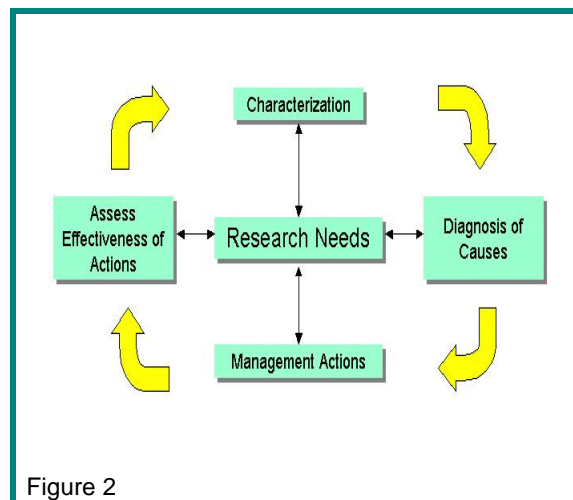 Characterization
Assess
Effectiveness of
Actions
Research Needs
Diagnosis of
Causes
Management Actions
Figure 2